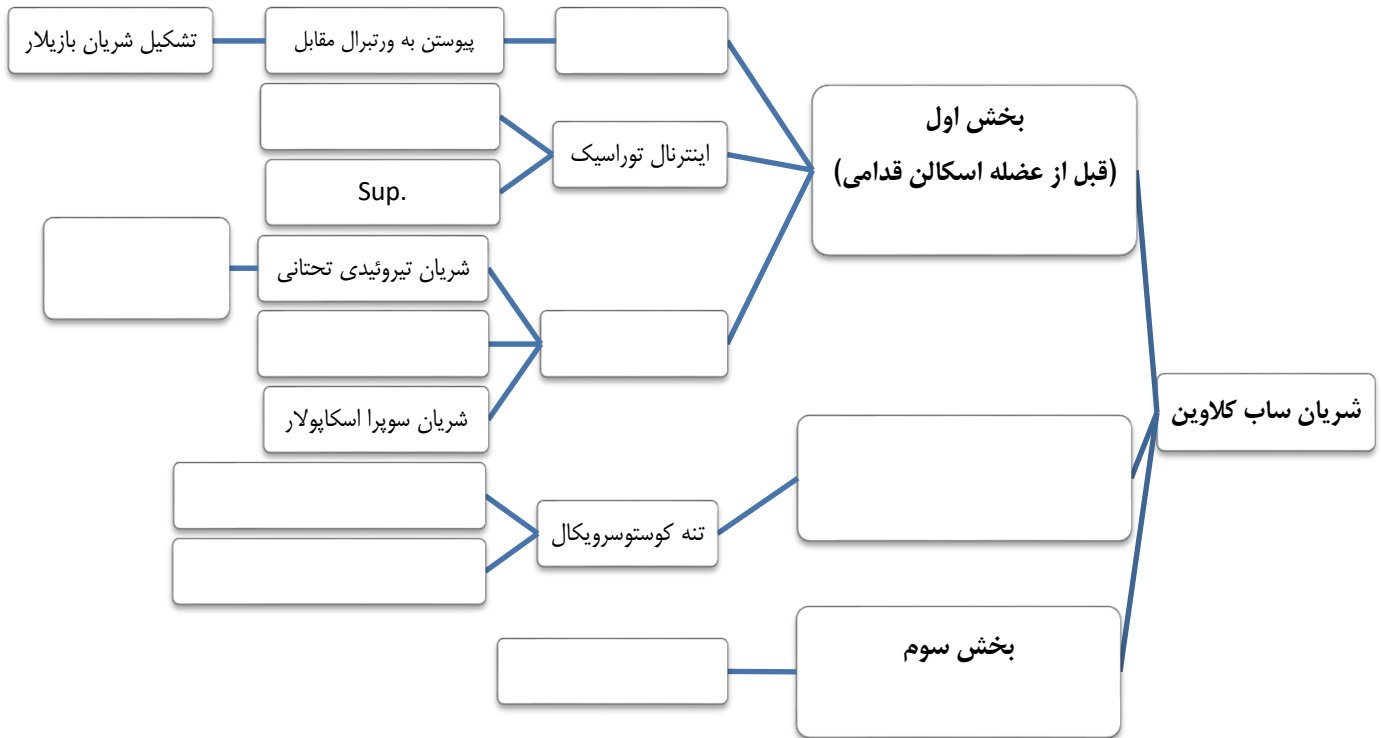 شریان ساب کلاوین
بخش اول
(قبل از عضله اسکالن قدامی)
پیوستن به ورتبرال مقابل
تشکیل شریان بازیلار
اینترنال توراسیک
Sup.
شریان تیروئیدی تحتانی
شریان سوپرا اسکاپولار
تنه کوستوسرویکال
بخش سوم